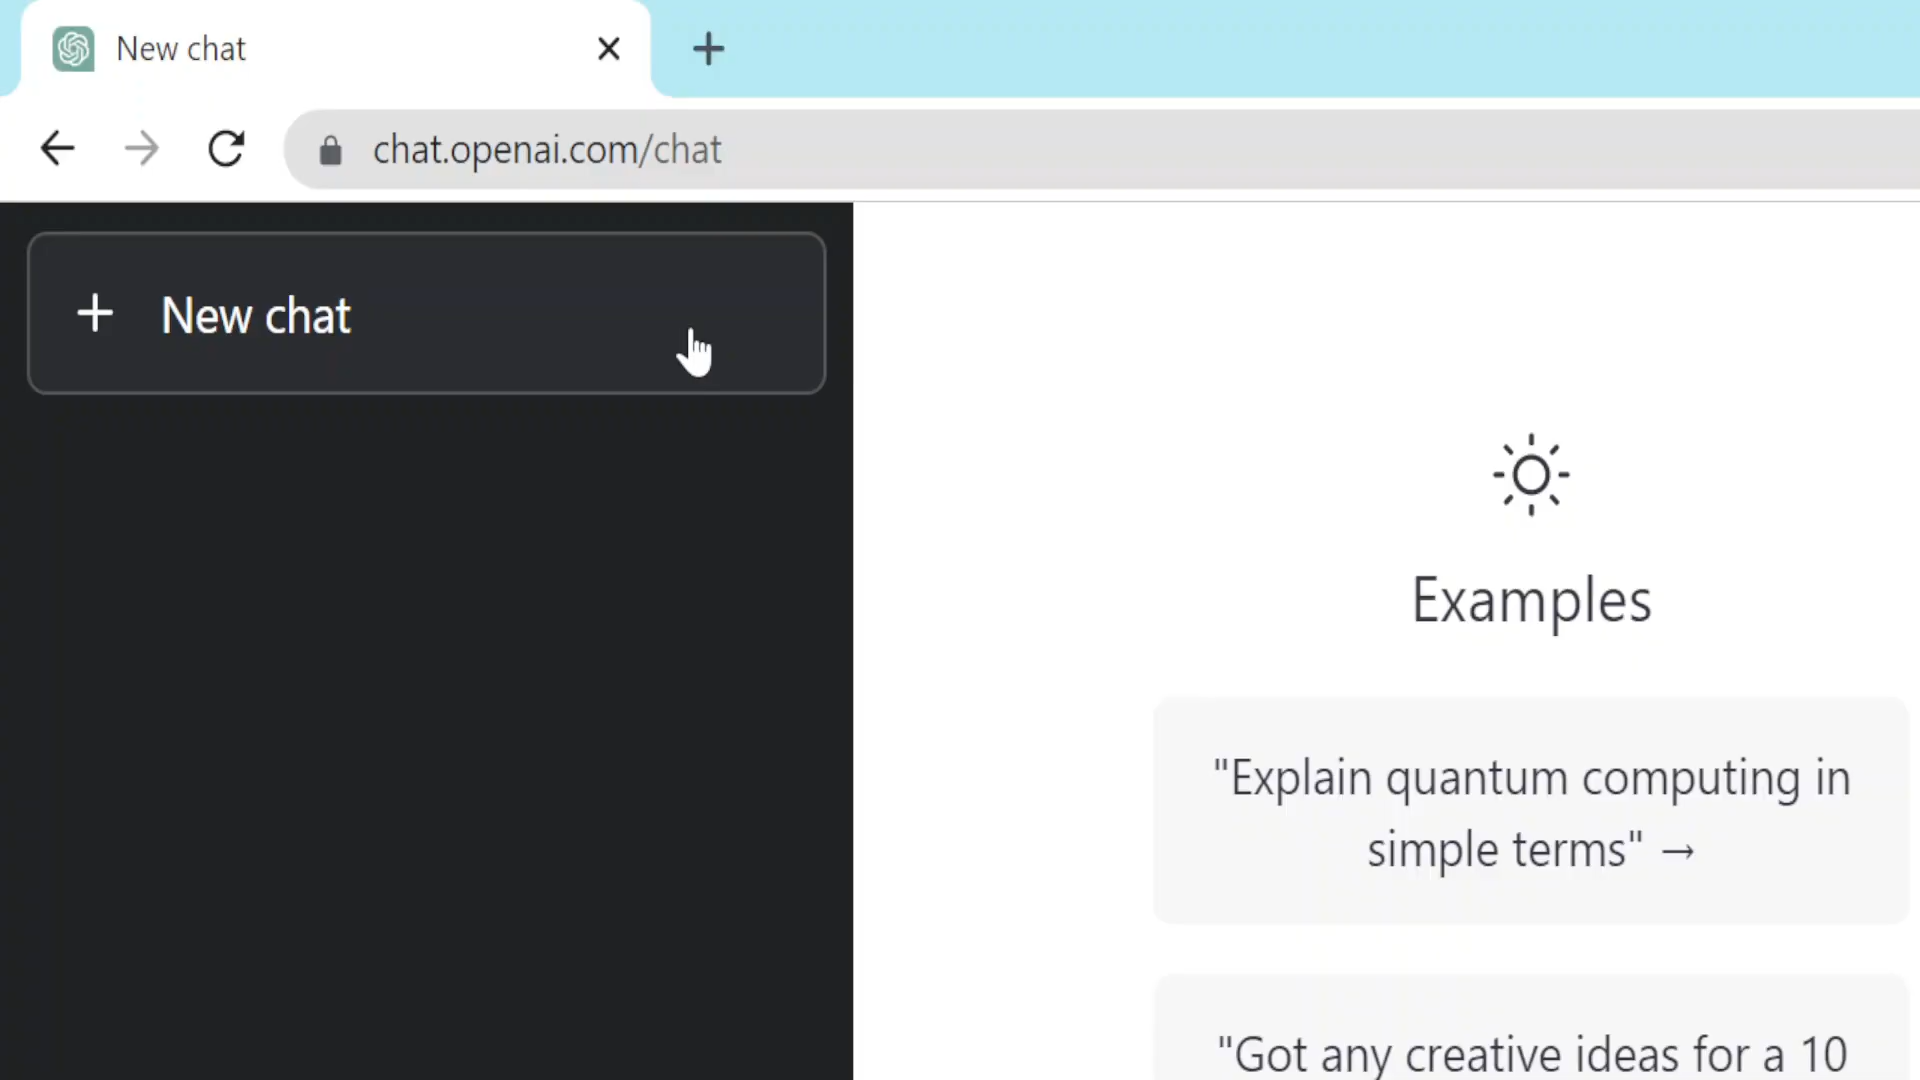 New chat
chat.openai.com/chat
New chat
Examples
"Explain quantum computing in
simple terms" →
"Got any creative ideas for a 10